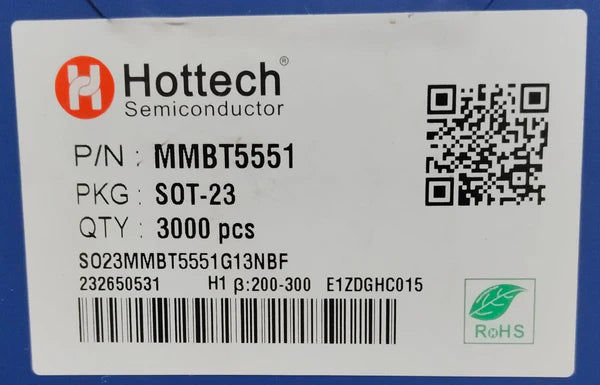 Hottech®
Semiconductor
P/N : MMBT5551
PKG : SOT-23
QTY : 3000 pcs
SO23MMBT5551G13NBF
232650531 H1 β:200-300 E1ZDGHC015
RoHS